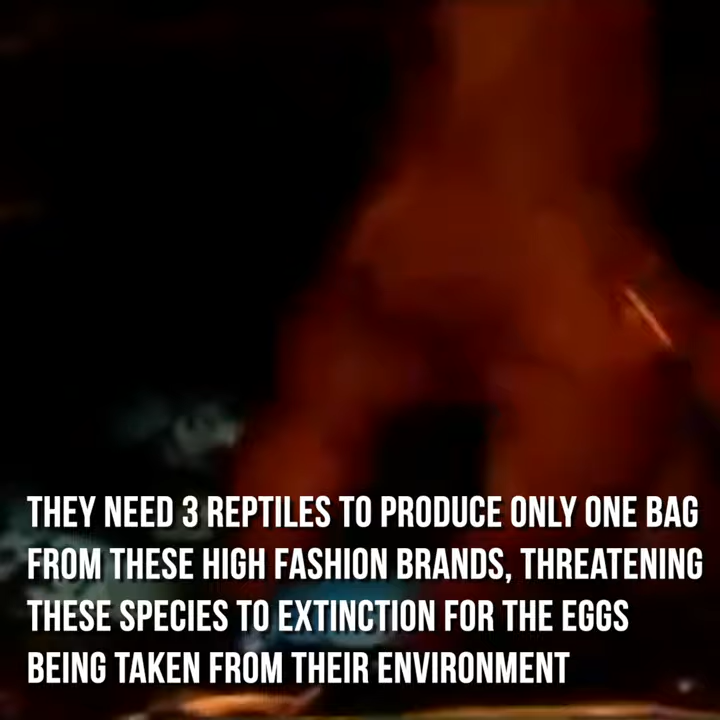 THEY NEED 3 REPTILES TO PRODUCE ONLY ONE BAG
FROM THESE HIGH FASHION BRANDS, THREATENING
THESE SPECIES TO EXTINCTION FOR THE EGGS
BEING TAKEN FROM THEIR ENVIRONMENT